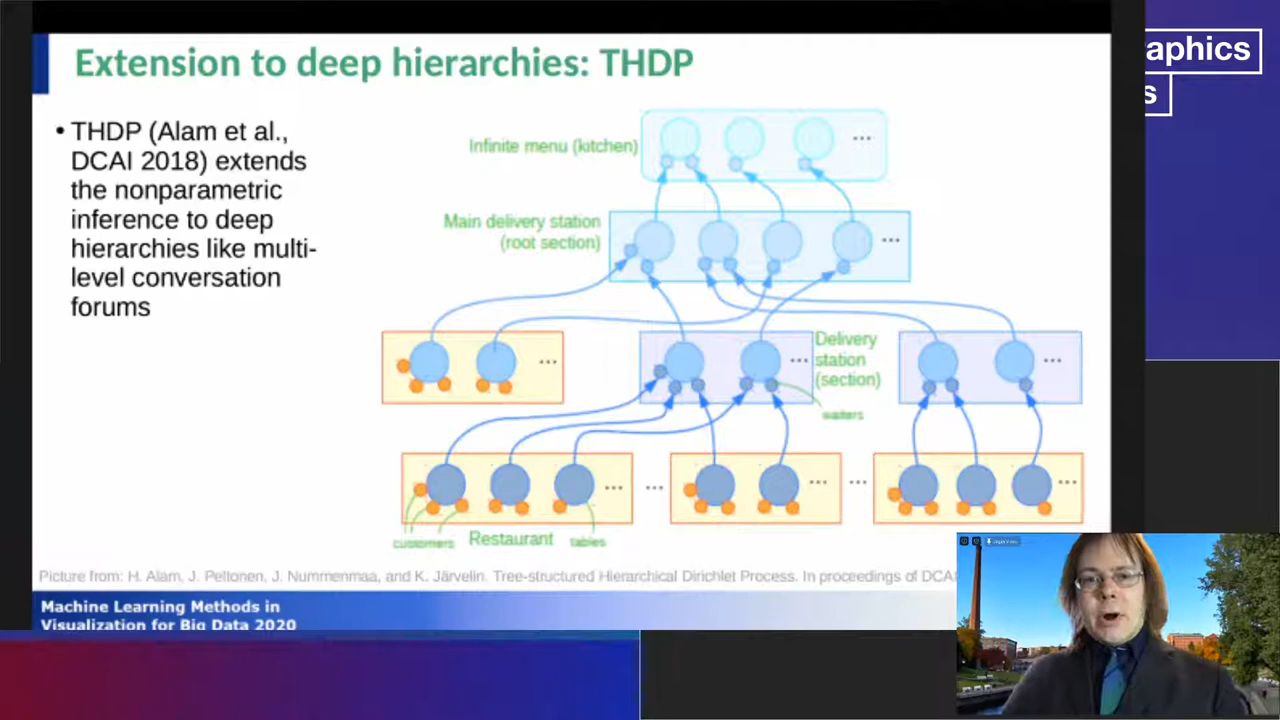 Extension to deep hierarchies: THDP
• THDP (Alam et al.,
DCAI 2018) extends
the nonparametric
inference to deep
hierarchies like multi-
level conversation
forums
Infinite menu (kitchen)
...
Main delivery station
(root section)
...
Delivery
station
(section)
waiters
...
...
...
customers
Restaurant
tables
...
...
...
...
...
Picture from: H. Alam, J. Peltonen, J. Nummenmaa, and K. Järvelin. Tree-structured Hierarchical Dirichlet Process. In proceedings of DCA
Machine Learning Methods in
Visualization for Big Data 2020
aphics
s